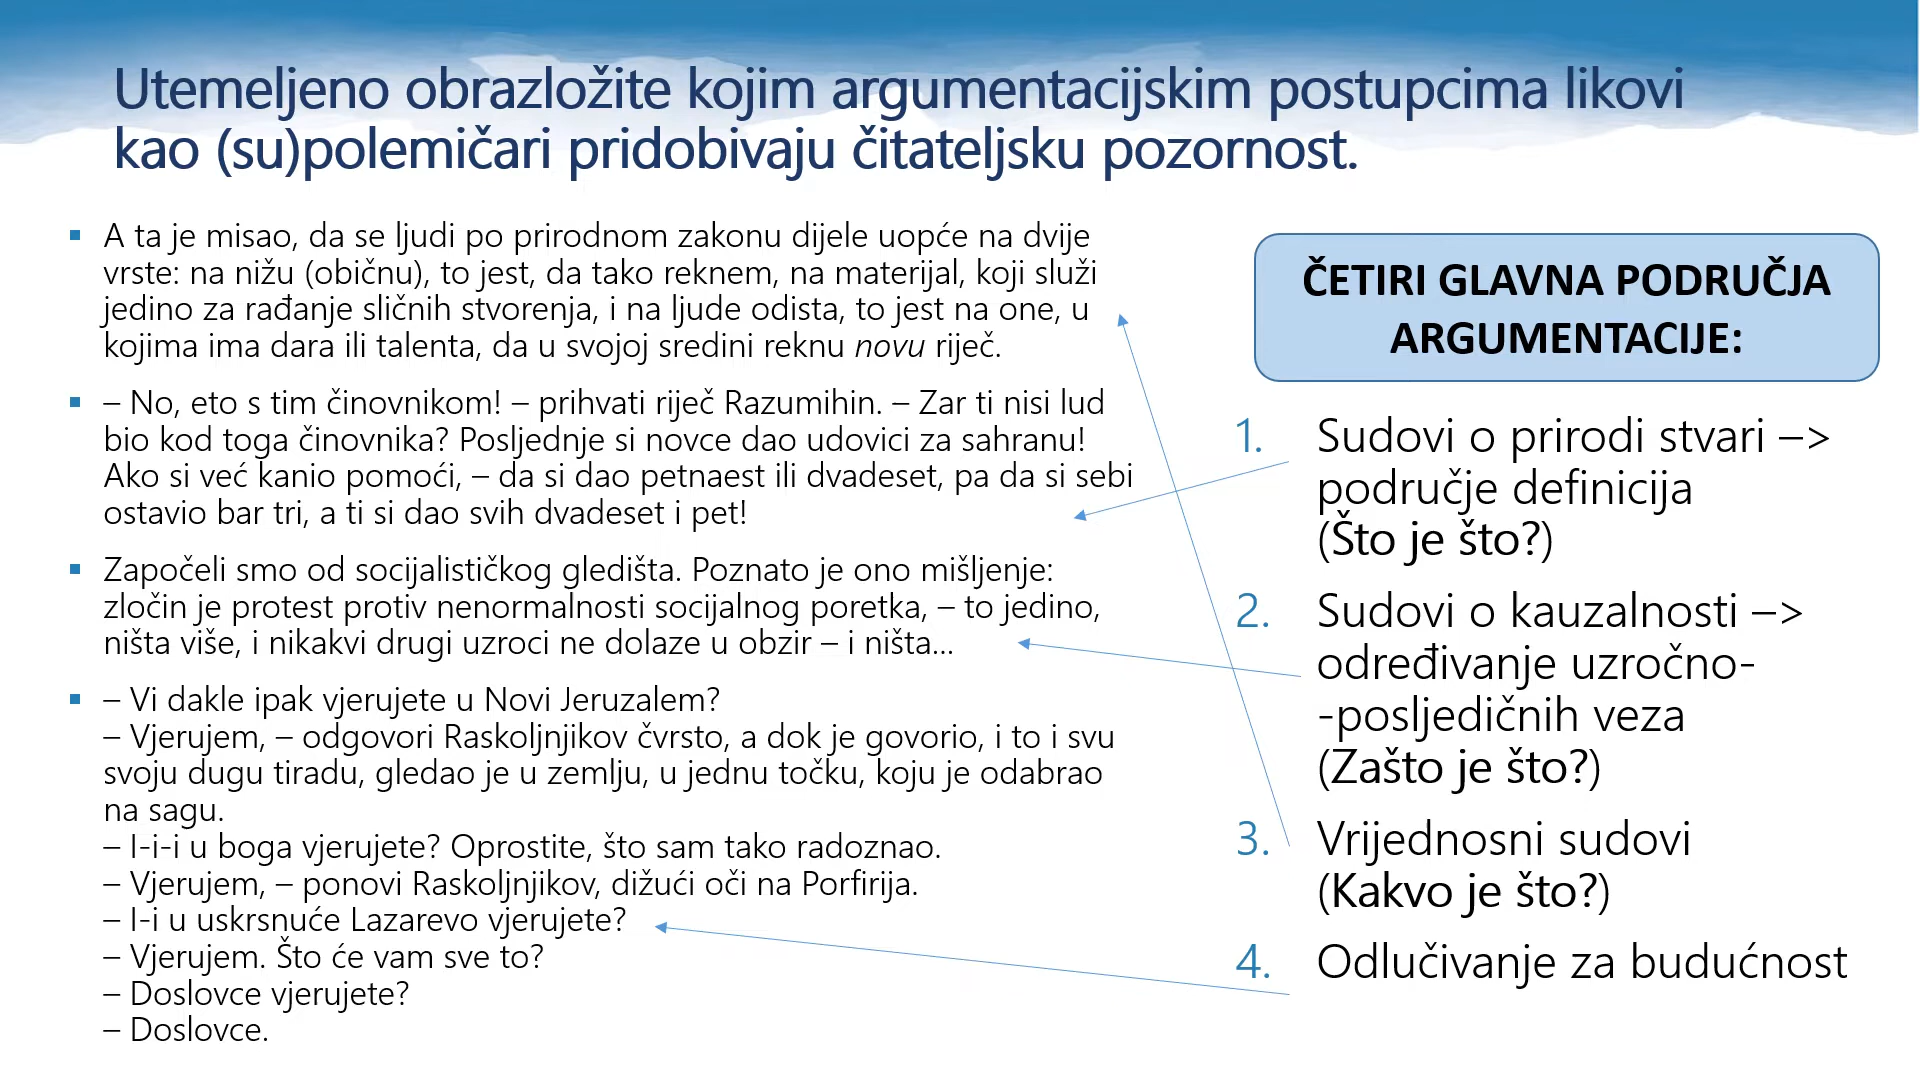 Utemeljeno obrazložite kojim argumentacijskim postupcima likovi
kao (su)polemičari pridobivaju čitateljsku pozornost.
▪ A ta je misao, da se ljudi po prirodnom zakonu dijele uopće na dvije
vrste: na nižu (običnu), to jest, da tako reknem, na materijal, koji služi
jedino za rađanje sličnih stvorenja, i na ljude odista, to jest na one, u
kojima ima dara ili talenta, da u svojoj sredini reknu novu riječ.
▪ – No, eto s tim činovnikom! – prihvati riječ Razumihin. – Zar ti nisi lud
bio kod toga činovnika? Posljednje si novce dao udovici za sahranu!
Ako si već kanio pomoći, – da si dao petnaest ili dvadeset, pa da si sebi
ostavio bar tri, a ti si dao svih dvadeset i pet!
▪ Započeli smo od socijalističkog gledišta. Poznato je ono mišljenje:
zločin je protest protiv nenormalnosti socijalnog poretka, – to jedino,
ništa više, i nikakvi drugi uzroci ne dolaze u obzir – i ništa...
▪ – Vi dakle ipak vjerujete u Novi Jeruzalem?
– Vjerujem, – odgovori Raskoljnjikov čvrsto, a dok je govorio, i to i svu
svoju dugu tiradu, gledao je u zemlju, u jednu točku, koju je odabrao
na sagu.
– I-i-i u boga vjerujete? Oprostite, što sam tako radoznao.
– Vjerujem, – ponovi Raskoljnjikov, dižući oči na Porfirija.
– I-i u uskrsnuće Lazarevo vjerujete?
– Vjerujem. Što će vam sve to?
– Doslovce vjerujete?
– Doslovce.
ČETIRI GLAVNA PODRUČJA
ARGUMENTACIJE:
1. Sudovi o prirodi stvari –>
područje definicija
(Što je što?)
2. Sudovi o kauzalnosti –>
određivanje uzročno-
-posljedičnih veza
(Zašto je što?)
3. Vrijednosni sudovi
(Kakvo je što?)
4. Odlučivanje za budućnost